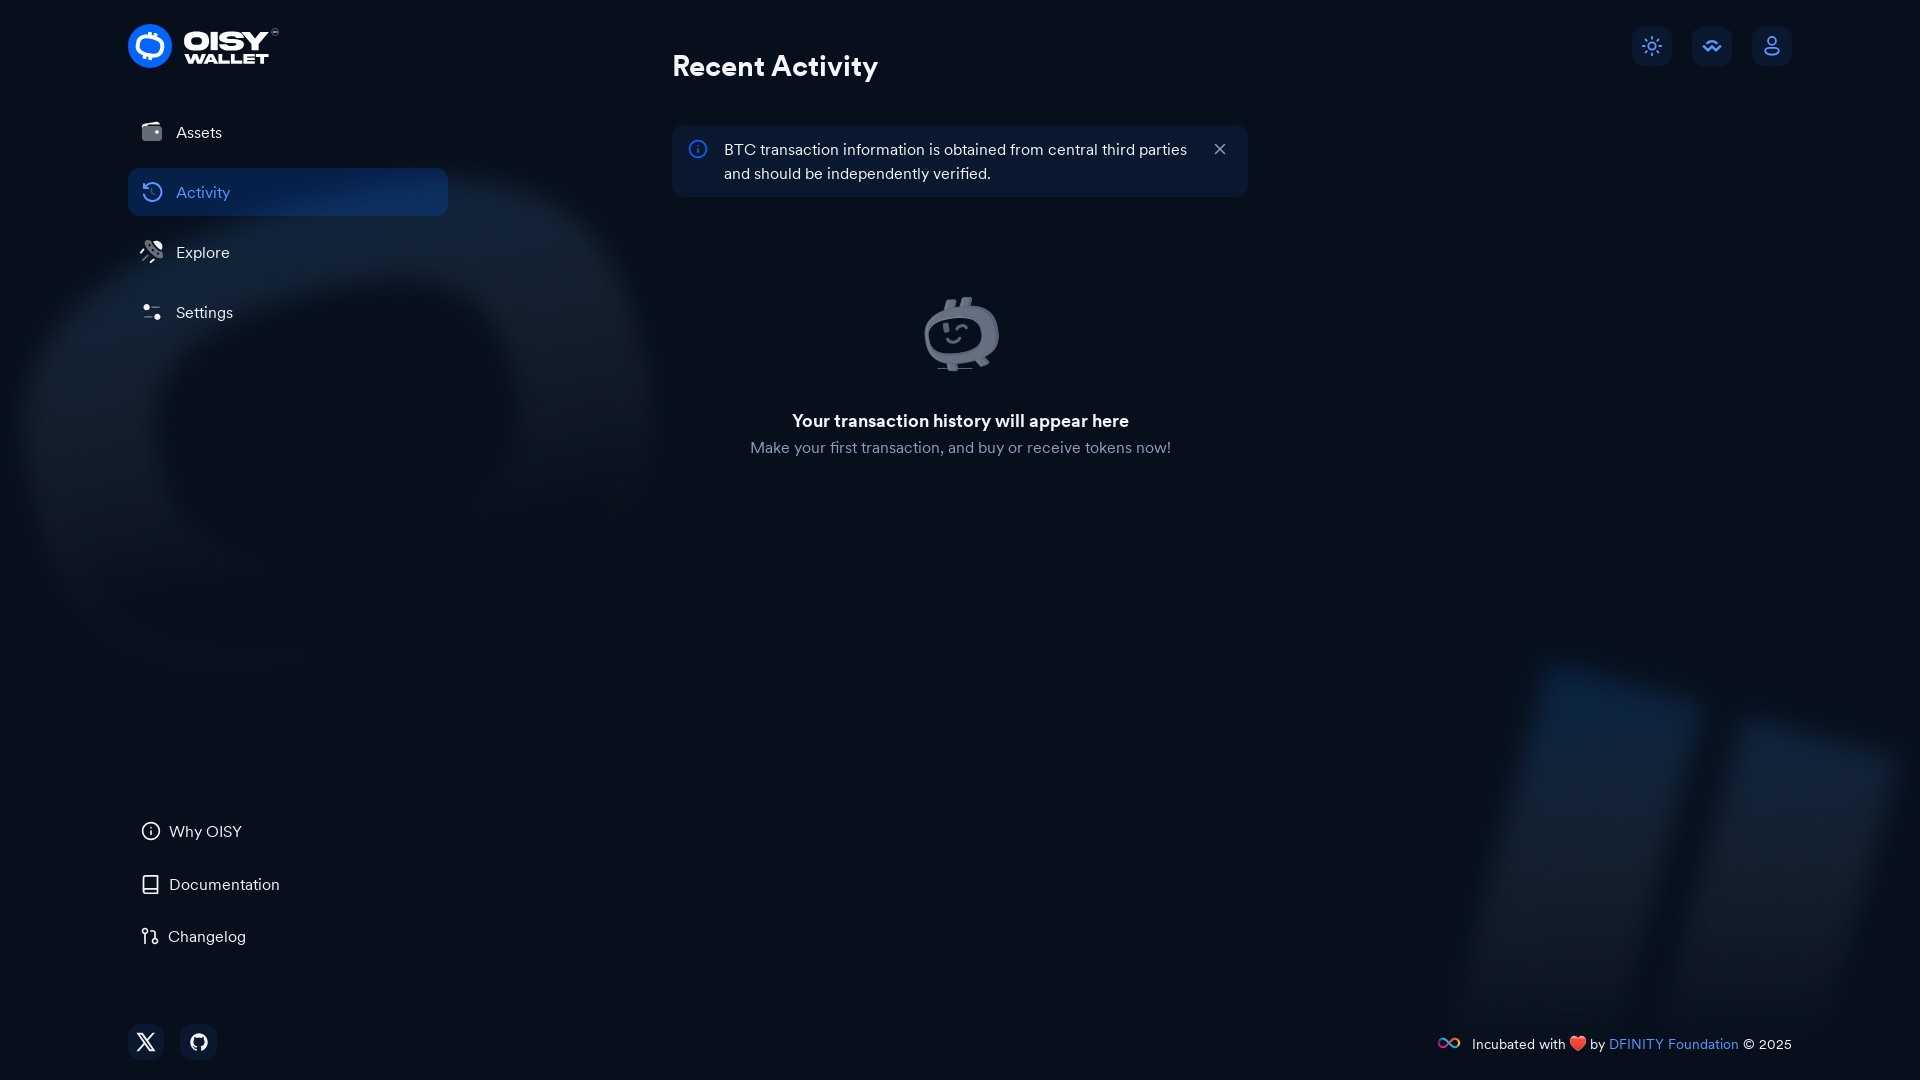 OISY
WALLET
Assets
Activity
Explore
Settings
Why OISY
Documentation
Changelog
Recent Activity
BTC transaction information is obtained from central third parties
and should be independently verified.
Your transaction history will appear here
Make your first transaction, and buy or receive tokens now!
Incubated with ❤️ by DFINITY Foundation © 2025